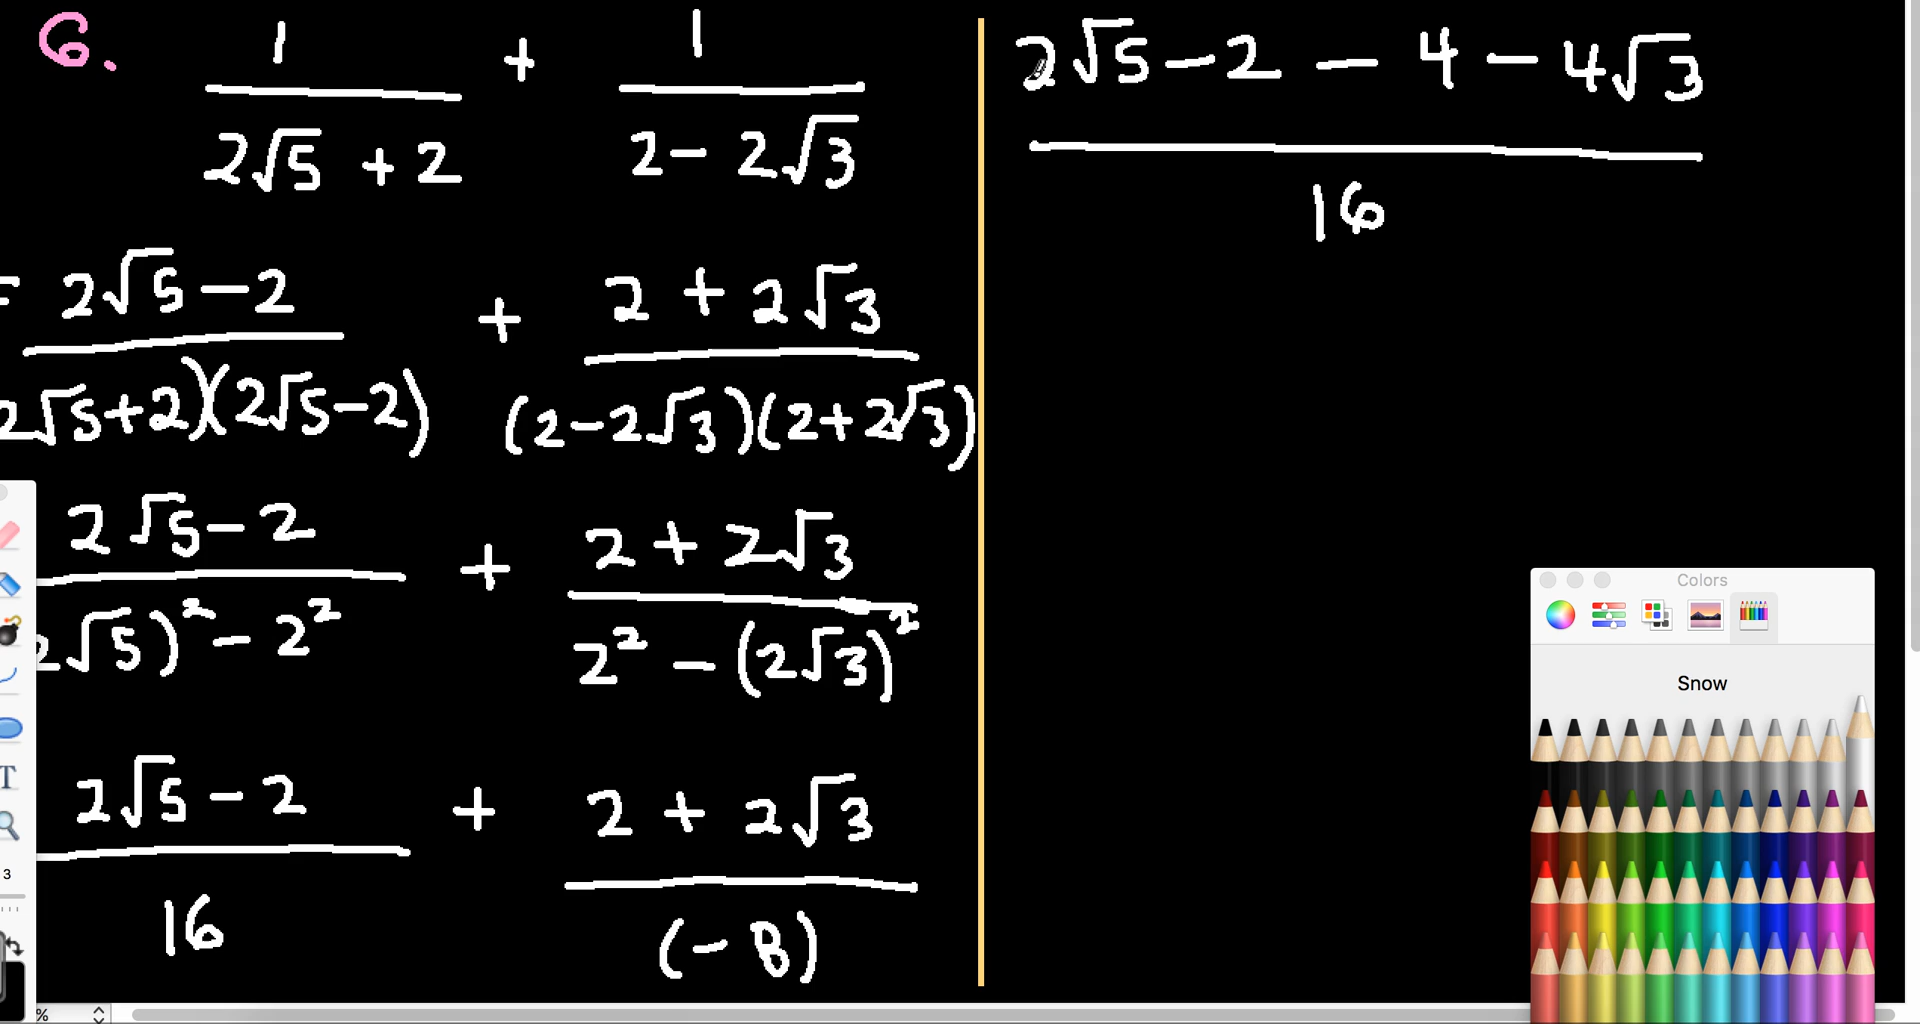 6. 1/(2√5 + 2) + 1/(2 - 2√3)
= (2√5 - 2)/(2√5+2)(2√5-2) + (2 + 2√3)/(2-2√3)(2+2√3)
(2√5 - 2)/(2√5)² - 2² + (2 + 2√3)/2² - (2√3)²
(2√5 - 2)/16 + (2 + 2√3)/(-8)
(2√5 - 2 - 4 - 4√3)/16
T
3
%
Colors
Snow